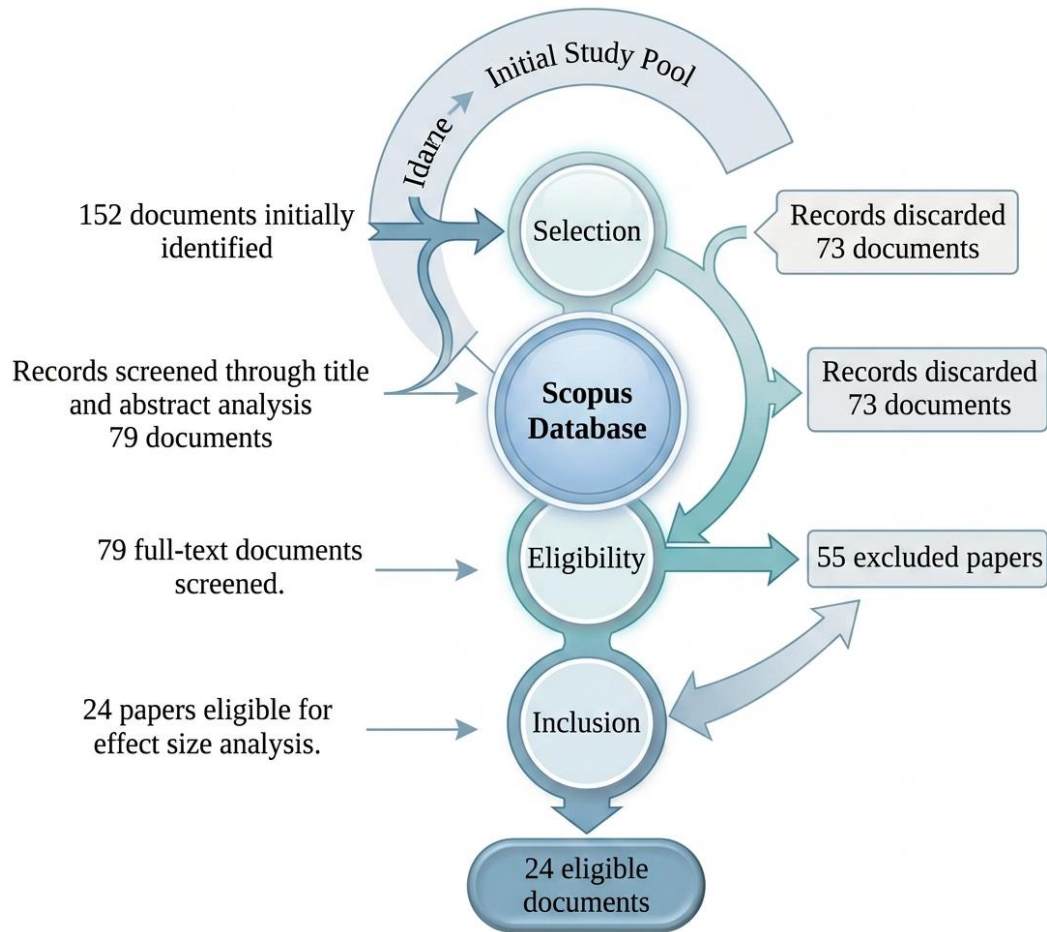 Initial Study Pool
152 documents initially
identified
Selection
Records discarded
73 documents
Records screened through title
and abstract analysis
79 documents
Scopus
Database
Records discarded
73 documents
79 full-text documents
screened.
Eligibility
55 excluded papers
24 papers eligible for
effect size analysis.
Inclusion
24 eligible
documents